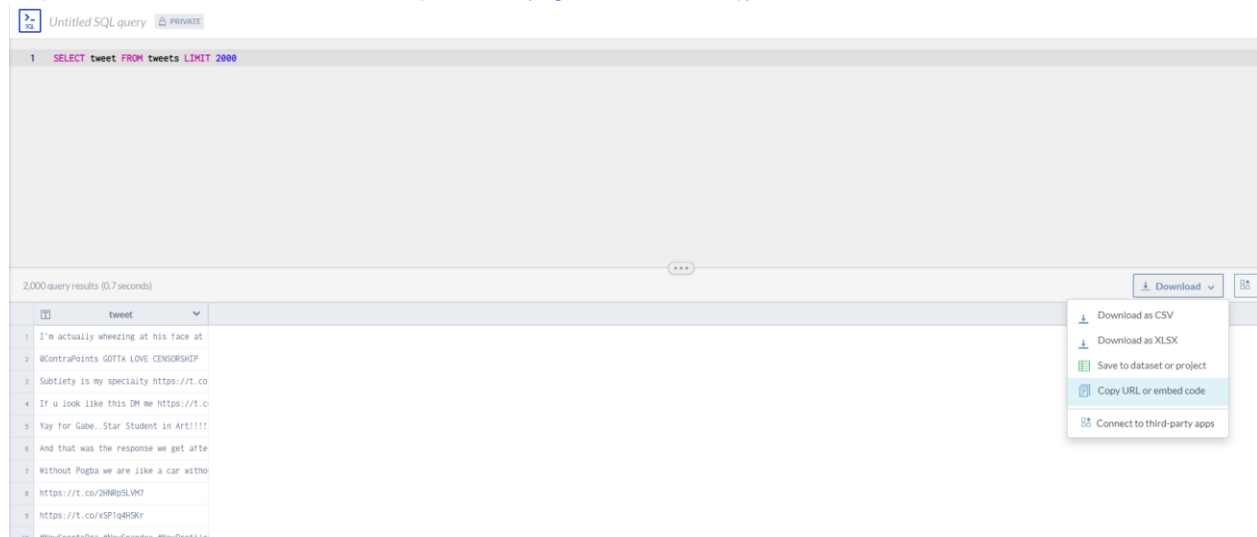 SQL Untitled SQL query PRIVATE
1 SELECT tweet FROM tweets LIMIT 2000
2,000 query results (0.7 seconds)
Download
tweet
Download as CSV
Download as XLSX
Save to dataset or project
Copy URL or embed code
Connect to third-party apps
1 I'm actually wheezing at his face at
2 @ContraPoints GOTTA LOVE CENSORSHIP
3 Subtlety is my specialty https://t.co
4 If u look like this DM me https://t.c
5 Yay for Gabe..Star Student in Art!!!!
6 And that was the response we get afte
7 Without Pogba we are like a car witho
8 https://t.co/2HNRp5LVM7
9 https://t.co/xSP1q4HSKr